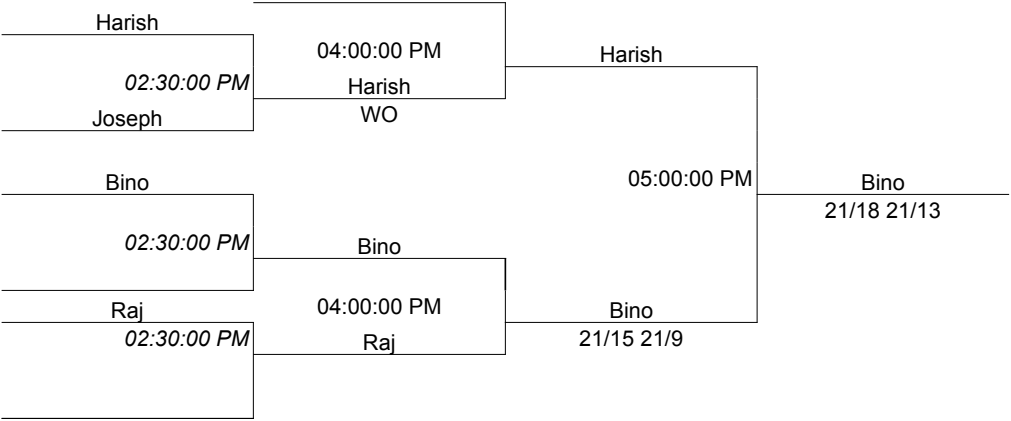 Harish
04:00:00 PM
Harish
02:30:00 PM
Harish
Joseph
WO
Bino
05:00:00 PM
Bino
21/18 21/13
02:30:00 PM
Bino
Raj
04:00:00 PM
Bino
02:30:00 PM
Raj
21/15 21/9